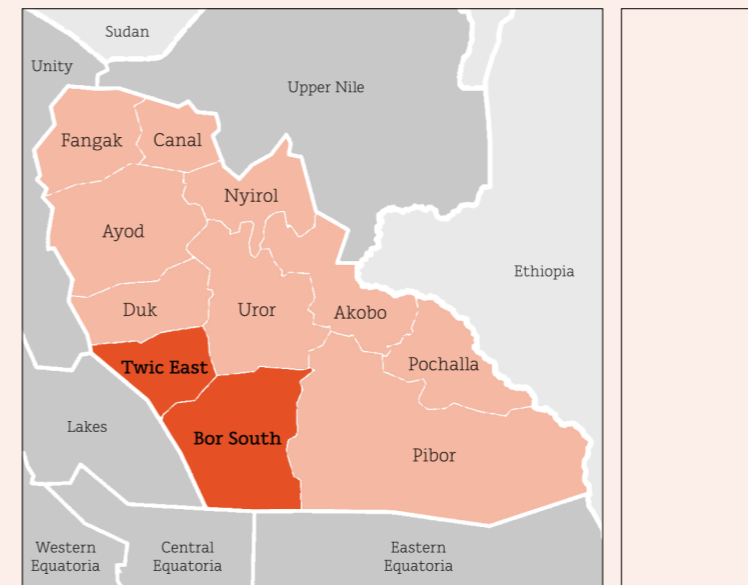 Sudan
Unity
Upper Nile
Fangak
Canal
Nyirol
Ayod
Ethiopia
Duk
Uror
Akobo
Twic East
Pochalla
Lakes
Bor South
Pibor
Western
Equatoria
Central
Equatoria
Eastern
Equatoria